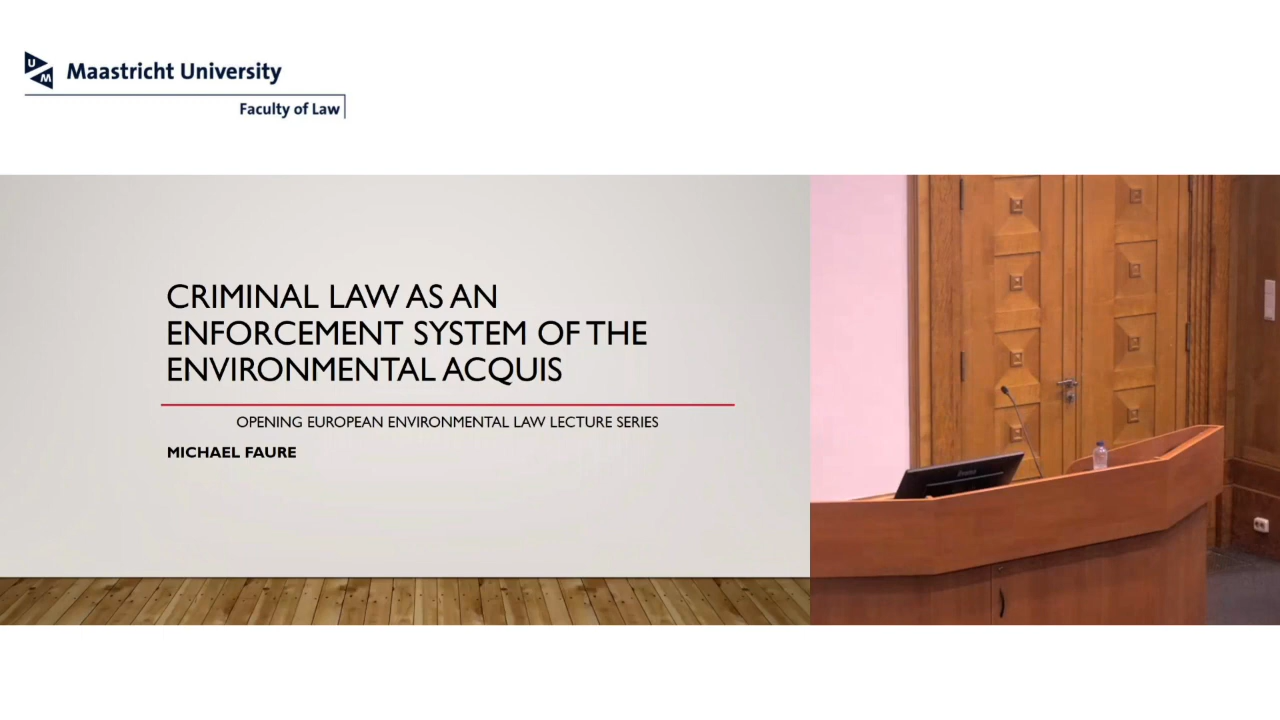 U
M
Maastricht University
Faculty of Law
CRIMINAL LAW AS AN
ENFORCEMENT SYSTEM OF THE
ENVIRONMENTAL ACQUIS
OPENING EUROPEAN ENVIRONMENTAL LAW LECTURE SERIES
MICHAEL FAURE